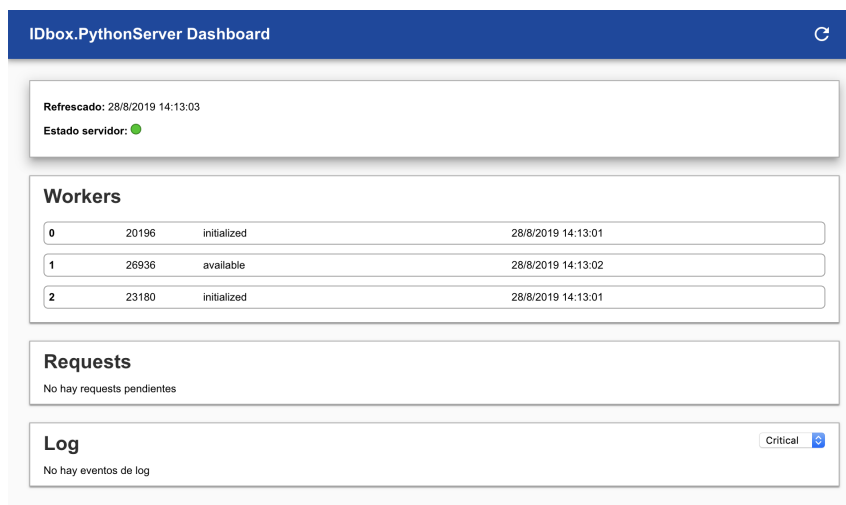 IDbox.PythonServer Dashboard
Refrescado: 28/8/2019 14:13:03
Estado servidor:
Workers
0 20196 initialized 28/8/2019 14:13:01
1 26936 available 28/8/2019 14:13:02
2 23180 initialized 28/8/2019 14:13:01
Requests
No hay requests pendientes
Log Critical
No hay eventos de log